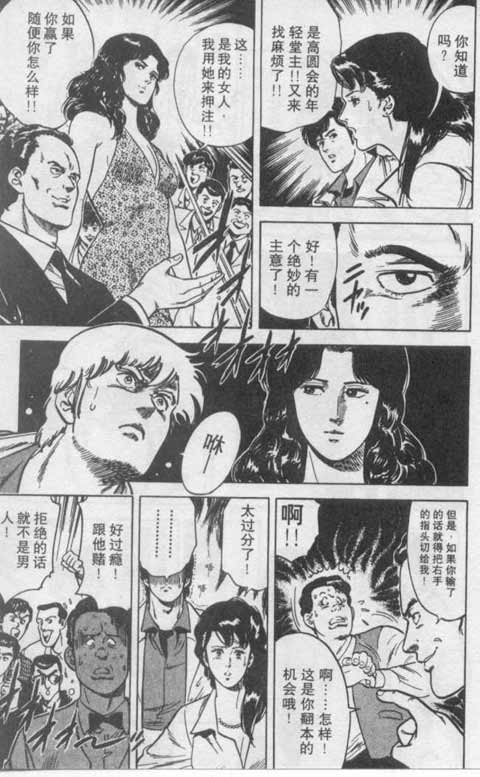 你知道
吗?
是高圆会的年
轻堂主!!又来
找麻烦了!!
这……
是我的女人，
我用她来押注!!
如果
你赢了
随便你怎么样!!
好！有一
个绝妙的
主意了！
咻—
但是，如果你输了
的话就得把右手
的指头切给我！
啊!!
啊……怎样！
这是你翻本的
机会哦！
太过分了！
…………
…………
好过瘾！
跟他赌！
拒绝的话
就不是男
人！